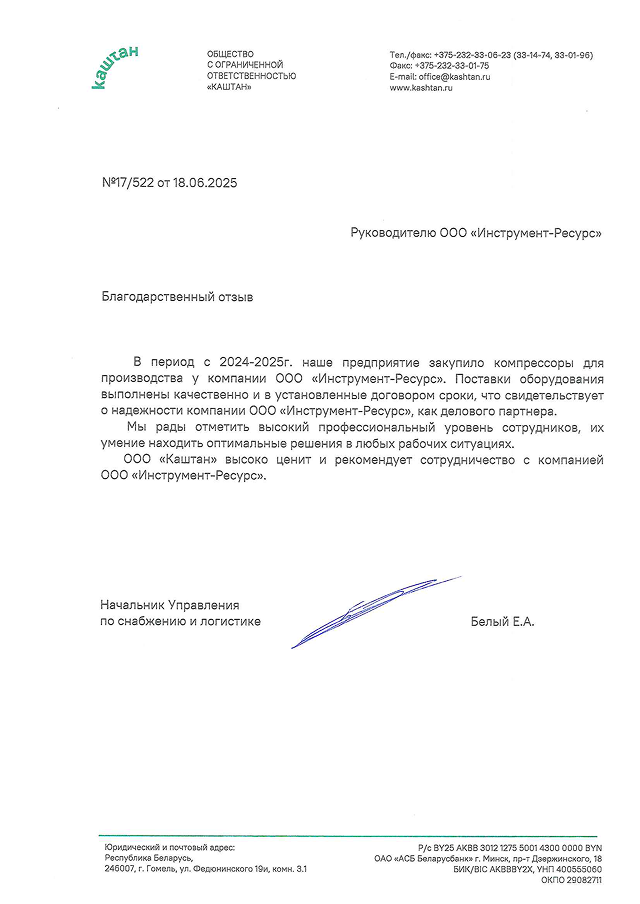 каштан
ОБЩЕСТВО
С ОГРАНИЧЕННОЙ
ОТВЕТСТВЕННОСТЬЮ
«КАШТАН»
Тел./факс: +375-232-33-06-23 (33-14-74, 33-01-96)
Факс: +375-232-33-01-75
E-mail: office@kashtan.ru
www.kashtan.ru
№17/522 от 18.06.2025
Руководителю ООО «Инструмент-Ресурс»
Благодарственный отзыв
В период с 2024-2025г. наше предприятие закупило компрессоры для
производства у компании ООО «Инструмент-Ресурс». Поставки оборудования
выполнены качественно и в установленные договором сроки, что свидетельствует
о надежности компании ООО «Инструмент-Ресурс», как делового партнера.
Мы рады отметить высокий профессиональный уровень сотрудников, их
умение находить оптимальные решения в любых рабочих ситуациях.
ООО «Каштан» высоко ценит и рекомендует сотрудничество с компанией
ООО «Инструмент-Ресурс».
Начальник Управления
по снабжению и логистике
Белый Е.А.
Юридический и почтовый адрес:
Республика Беларусь,
246007, г. Гомель, ул. Федюнинского 19и, комн. 3.1
Р/с BY25 AKBB 3012 1275 5001 4300 0000 BYN
ОАО «АСБ Беларусбанк» г. Минск, пр-т Дзержинского, 18
БИК/BIC AKBBBY2X, УНП 400555060
ОКПО 29082711